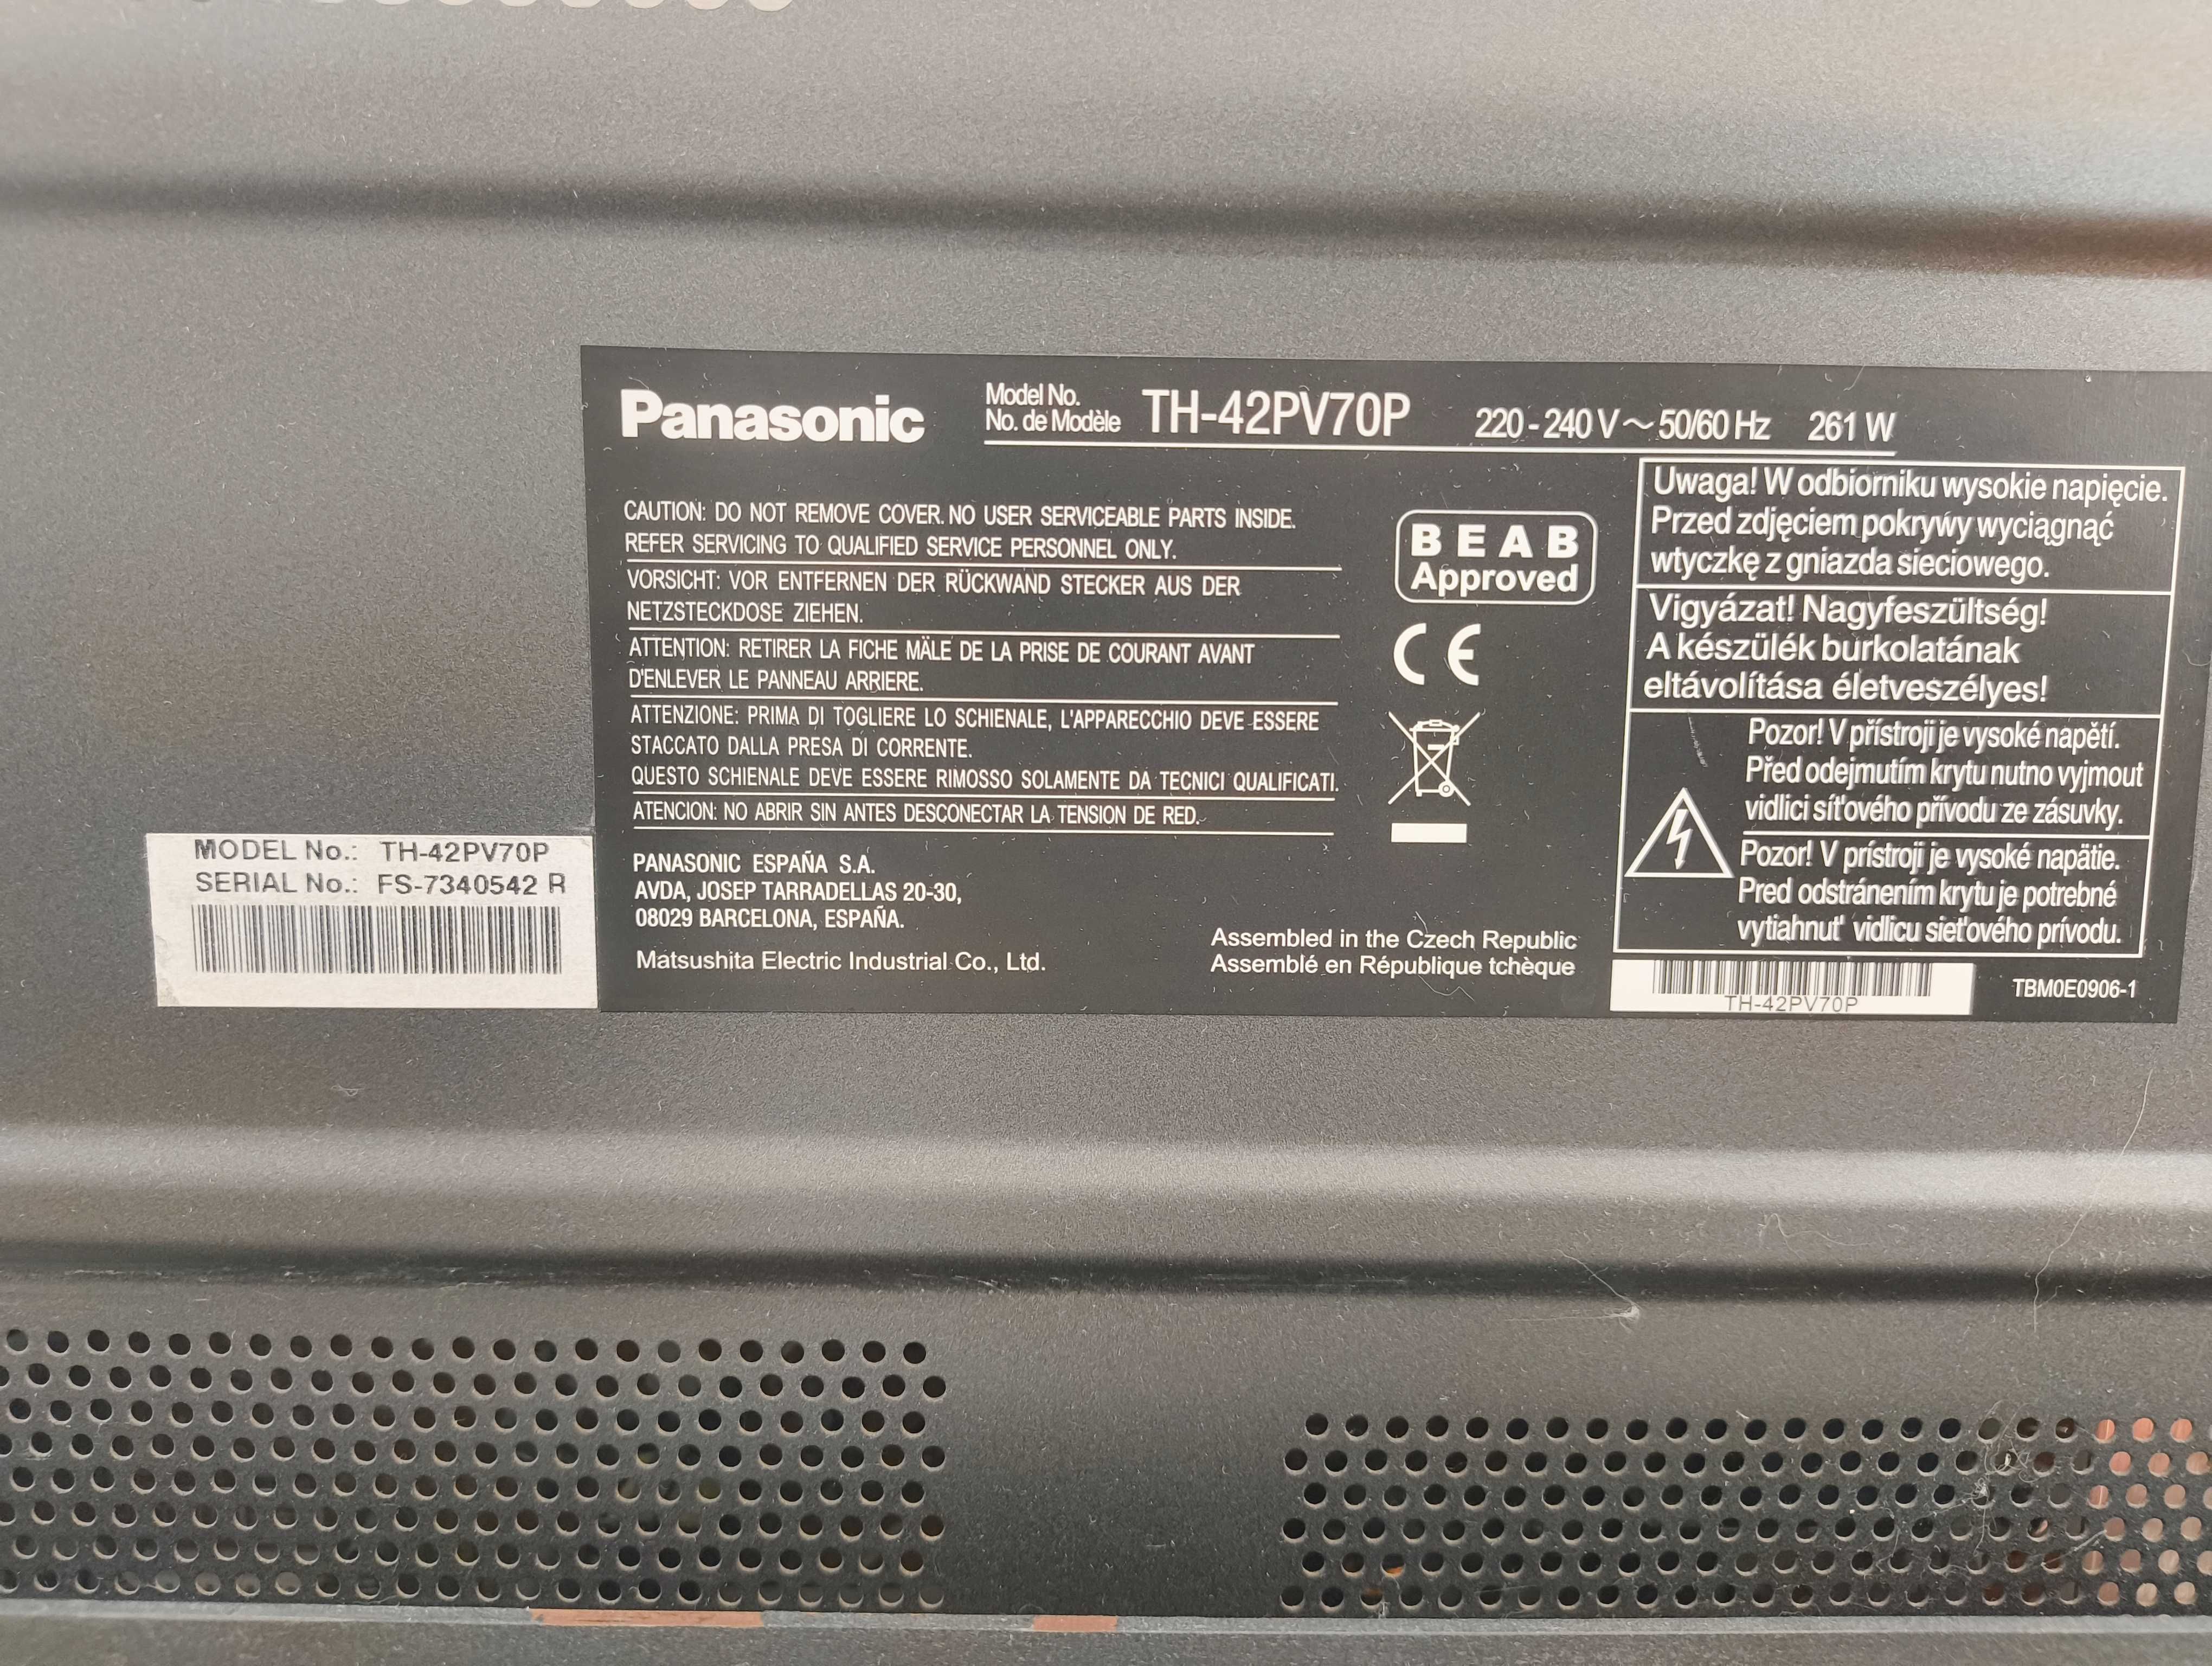 Panasonic
Model No.
No. de Modèle
TH-42PV70P
220-240 V ～ 50/60 Hz 261 W
CAUTION: DO NOT REMOVE COVER. NO USER SERVICEABLE PARTS INSIDE.
REFER SERVICING TO QUALIFIED SERVICE PERSONNEL ONLY.
VORSICHT: VOR ENTFERNEN DER RÜCKWAND STECKER AUS DER
NETZSTECKDOSE ZIEHEN.
ATTENTION: RETIRER LA FICHE MÄLE DE LA PRISE DE COURANT AVANT
D'ENLEVER LE PANNEAU ARRIERE.
ATTENZIONE: PRIMA DI TOGLIERE LO SCHIENALE, L'APPARECCHIO DEVE ESSERE
STACCATO DALLA PRESA DI CORRENTE.
QUESTO SCHIENALE DEVE ESSERE RIMOSSO SOLAMENTE DA TECNICI QUALIFICATI.
ATENCION: NO ABRIR SIN ANTES DESCONECTAR LA TENSION DE RED.
PANASONIC ESPAÑA S.A.
AVDA, JOSEP TARRADELLAS 20-30,
08029 BARCELONA, ESPAÑA.
Matsushita Electric Industrial Co., Ltd.
BEAB
Approved
CE
Assembled in the Czech Republic
Assemblé en République tchèque
Uwaga! W odbiorniku wysokie napięcie.
Przed zdjęciem pokrywy wyciągnąć
wtyczkę z gniazda sieciowego.
Vigyázat! Nagyfeszültség!
A készülék burkolatának
eltávolítása életveszélyes!
Pozor! V přístroji je vysoké napětí.
Před odejmutím krytu nutno vyjmout
vidlici síťového přívodu ze zásuvky.
Pozor! V prístroji je vysoké napätie.
Pred odstránením krytu je potrebné
vytiahnuť vidlicu sieťového prívodu.
TH-42PV70P
TBM0E0906-1
MODEL No.: TH-42PV70P
SERIAL No.: FS-7340542 R